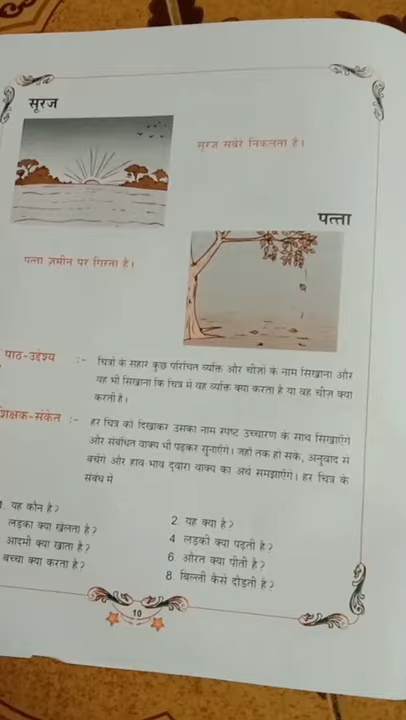 सूरज
सूरज सवेरे निकलता है।
पत्ता
पत्ता ज़मीन पर गिरता है।
पाठ-उद्देश्य :- चित्रों के सहारे कुछ परिचित व्यक्ति और चीज़ों के नाम सिखाना और
यह भी सिखाना कि चित्र में वह व्यक्ति क्या करता है या वह चीज़ क्या
करती है।
शिक्षक-संकेत :- हर चित्र को दिखाकर उसका नाम स्पष्ट उच्चारण के साथ सिखाएँगे
और संबंधित वाक्य भी पढ़कर सुनाएँगे। जहाँ तक हो सके, अनुवाद से
बचेंगे और हाव भाव द्वारा वाक्य का अर्थ समझाएँगे। हर चित्र के
संबंध में
1. यह कौन है?
2. यह क्या है?
लड़का क्या खेलता है?
4 लड़की क्या पढ़ती है?
आदमी क्या खाता है?
6. औरत क्या पीती है?
बच्चा क्या करता है?
8 बिल्ली कैसे दौड़ती है?
10